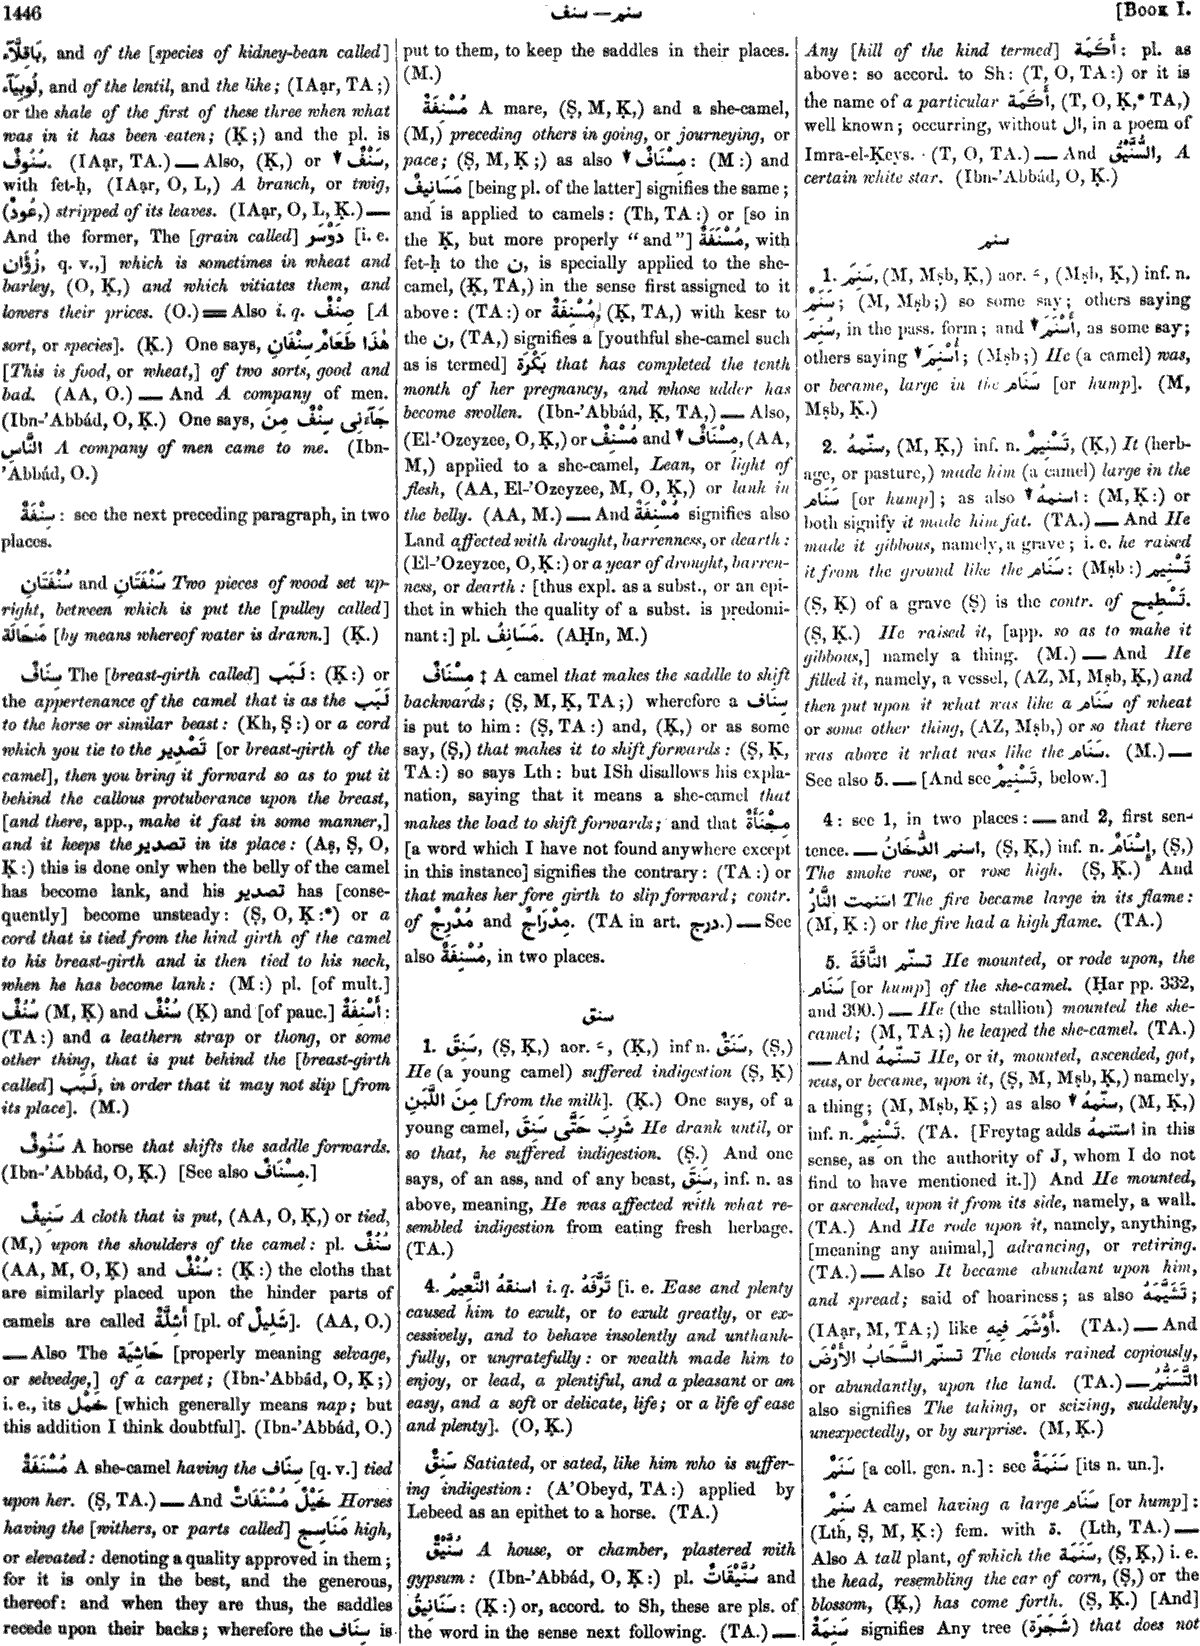 1446
سنف — سنم
[Book I.
بَاقِلَّآء, and of the [species of kidney-bean called]
لُوبِيَآء, and of the lentil, and the like; (IAạr, TA;)
or the shale of the first of these three when what
was in it has been eaten; (Ḳ;) and the pl. is
سُنُوفٌ. (IAạr, TA.) — Also, (Ḳ,) or ▼ سَنْفٌ,
with fet-ḥ, (IAạr, O, L,) A branch, or twig,
(عُودٌ,) stripped of its leaves. (IAạr, O, L, Ḳ.) —
And the former, The [grain called] دَوْسَر [i. e.
زُؤَان, q. v.,] which is sometimes in wheat and
barley, (O, Ḳ,) and which vitiates them, and
lowers their prices. (O.) = Also i. q. صِنْفٌ [A
sort, or species]. (Ḳ.) One says, هٰذَا طَعَامٌ سِنْفَانِ
[This is food, or wheat,] of two sorts, good and
bad. (AA, O.) — And A company of men.
(Ibn-'Abbád, O, Ḳ.) One says, جَآءَنِى سِنْفٌ مِنَ
النَّاسِ A company of men came to me. (Ibn-
'Abbád, O.)
سِنْفَةٌ: see the next preceding paragraph, in two
places.
سُنْفَتَانِ and سَنْفَتَانِ Two pieces of wood set up-
right, between which is put the [pulley called]
مَحَالَة [by means whereof water is drawn.] (Ḳ.)
سِنَافٌ The [breast-girth called] لَبَب: (Ḳ:) or
the appertenance of the camel that is as the لَبَب
to the horse or similar beast: (Kh, Ṣ:) or a cord
which you tie to the تَصْدِير [or breast-girth of the
camel], then you bring it forward so as to put it
behind the callous protuberance upon the breast,
[and there, app., make it fast in some manner,]
and it keeps the تصدير in its place: (Aṣ, Ṣ, O,
Ḳ:) this is done only when the belly of the camel
has become lank, and his تصدير has [conse-
quently] become unsteady: (Ṣ, O, Ḳ:*) or a
cord that is tied from the hind girth of the camel
to his breast-girth and is then tied to his neck,
when he has become lank: (M:) pl. [of mult.]
سُنُفٌ (M, Ḳ) and سُنْفٌ (Ḳ) and [of pauc.] أَسْنِفَةٌ:
(TA:) and a leathern strap or thong, or some
other thing, that is put behind the [breast-girth
called] لَبَب, in order that it may not slip [from
its place]. (M.)
سَنُوفٌ A horse that shifts the saddle forwards.
(Ibn-'Abbád, O, Ḳ.) [See also مِسْنَافٌ.]
سَنِيفٌ A cloth that is put, (AA, O, Ḳ,) or tied,
(M,) upon the shoulders of the camel: pl. سُنُفٌ
(AA, M, O, Ḳ) and سُنْفٌ: (Ḳ:) the cloths that
are similarly placed upon the hinder parts of
camels are called أَشِلَّةٌ [pl. of شَلِيلٌ]. (AA, O.)
— Also The حَاشِيَة [properly meaning selvage,
or selvedge,] of a carpet; (Ibn-'Abbád, O, Ḳ;)
i. e., its خَمْل [which generally means nap; but
this addition I think doubtful]. (Ibn-'Abbád, O.)
مُسْنَفَةٌ A she-camel having the سِنَاف [q. v.] tied
upon her. (Ṣ, TA.) — And خَيْلٌ مُسْنَفَاتٌ Horses
having the [withers, or parts called] مَنَاسِج high,
or elevated: denoting a quality approved in them;
for it is only in the best, and the generous,
thereof: and when they are thus, the saddles
recede upon their backs; wherefore the سِنَاف is
put to them, to keep the saddles in their places.
(M.)
مُسْنِفَةٌ A mare, (Ṣ, M, Ḳ,) and a she-camel,
(M,) preceding others in going, or journeying, or
pace; (Ṣ, M, Ḳ;) as also ▼ مِسْنَافٌ: (M:) and
مَسَانِيفُ [being pl. of the latter] signifies the same;
and is applied to camels: (Th, TA:) or [so in
the Ḳ, but more properly "and"] مُسْنَفَةٌ, with
fet-ḥ to the ن, is specially applied to the she-
camel, (Ḳ, TA,) in the sense first assigned to it
above: (TA:) or مُسْنِفَةٌ, (Ḳ, TA,) with kesr to
the ن, (TA,) signifies a [youthful she-camel such
as is termed] بَكْرَة that has completed the tenth
month of her pregnancy, and whose udder has
become swollen. (Ibn-'Abbád, Ḳ, TA,) — Also,
(El-'Ozeyzee, O, Ḳ,) or مُسْنِفٌ and ▼ مِسْنَافٌ, (AA,
M,) applied to a she-camel, Lean, or light of
flesh, (AA, El-'Ozeyzee, M, O, Ḳ,) or lank in
the belly. (AA, M.) — And مُسْنِفَةٌ signifies also
Land affected with drought, barrenness, or dearth:
(El-'Ozeyzee, O, Ḳ:) or a year of drought, barren-
ness, or dearth: [thus expl. as a subst., or an epi-
thet in which the quality of a subst. is predomi-
nant:] pl. مَسَانِفُ. (AḤn, M.)
مِسْنَافٌ ‡ A camel that makes the saddle to shift
backwards; (Ṣ, M, Ḳ, TA;) wherefore a سِنَاف
is put to him: (Ṣ, TA:) and, (Ḳ,) or as some
say, (Ṣ,) that makes it to shift forwards: (Ṣ, Ḳ,
TA:) so says Lth: but ISh disallows his expla-
nation, saying that it means a she-camel that
makes the load to shift forwards; and that مِجْنَأَةٌ
[a word which I have not found anywhere except
in this instance] signifies the contrary: (TA:) or
that makes her fore girth to slip forward; contr.
of مُدْرِجٌ and مِدْرَاجٌ. (TA in art. درج.) — See
also مُسْنِفَةٌ, in two places.
سنق
1. سَنِقَ, (Ṣ, Ḳ,) aor. ـَ, (Ḳ,) inf n. سَنَقٌ, (Ṣ,)
He (a young camel) suffered indigestion (Ṣ, Ḳ)
مِنَ اللَّبَنِ [from the milk]. (Ḳ.) One says, of a
young camel, شَرِبَ حَتَّى سَنِقَ He drank until, or
so that, he suffered indigestion. (Ṣ.) And one
says, of an ass, and of any beast, سَنِقَ, inf. n. as
above, meaning, He was affected with what re-
sembled indigestion from eating fresh herbage.
(TA.)
4. اسنقهُ النَّعِيمُ i. q. تَرَّفَهُ [i. e. Ease and plenty
caused him to exult, or to exult greatly, or ex-
cessively, and to behave insolently and unthank-
fully, or ungratefully: or wealth made him to
enjoy, or lead, a plentiful, and a pleasant or an
easy, and a soft or delicate, life; or a life of ease
and plenty]. (O, Ḳ.)
سَنِقٌ Satiated, or sated, like him who is suffer-
ing indigestion: (A'Obeyd, TA:) applied by
Lebeed as an epithet to a horse. (TA.)
سُنَّيْقٌ A house, or chamber, plastered with
gypsum: (Ibn-'Abbád, O, Ḳ:) pl. سُنَّيْقَاتٌ and
سَنَانِيقُ: (Ḳ:) or, accord. to Sh, these are pls. of
the word in the sense next following. (TA.) —
Any [hill of the kind termed] أَكَمَة: pl. as
above: so accord. to Sh: (T, O, TA:) or it is
the name of a particular أَكَمَة, (T, O, Ḳ,* TA,)
well known; occurring, without ال, in a poem of
Imra-el-Ḳeys. (T, O, TA.) — And السُّنَّيْقُ, A
certain white star. (Ibn-'Abbád, O, Ḳ.)
سنم
1. سَنِمَ, (M, Mṣb, Ḳ,) aor. ـَ, (Mṣb, Ḳ,) inf. n.
سَنَمٌ; (M, Mṣb;) so some say; others saying
سُنِمَ, in the pass. form; and ▼ أَسْنَمَ, as some say;
others saying ▼ أُسْنِمَ; (Mṣb;) He (a camel) was,
or became, large in the سَنَام [or hump]. (M,
Mṣb, Ḳ.)
2. سنّمهُ, (M, Ḳ,) inf. n. تَسْنِيمٌ, (Ḳ,) It (herb-
age, or pasture,) made him (a camel) large in the
سَنَام [or hump]; as also ▼ اسنمهُ: (M, Ḳ:) or
both signify it made him fat. (TA.) — And He
made it gibbous, namely, a grave; i. e. he raised
it from the ground like the سَنَام: (Mṣb:) تَسْنِيم
(Ṣ, Ḳ) of a grave (Ṣ) is the contr. of تَسْطِيح.
(Ṣ, Ḳ.) He raised it, [app. so as to make it
gibbous,] namely a thing. (M.) — And He
filled it, namely, a vessel, (AZ, M, Mṣb, Ḳ,) and
then put upon it what was like a سَنَام of wheat
or some other thing, (AZ, Mṣb,) or so that there
was above it what was like the سَنَام. (M.) —
See also 5. — [And see تَسْنِيمٌ, below.]
4: see 1, in two places: — and 2, first sen-
tence. — اسنم الدُّخَانُ, (Ṣ, Ḳ,) inf. n. إِسْنَامٌ, (Ṣ,)
The smoke rose, or rose high. (Ṣ, Ḳ.) And
اسنمت النَّارُ The fire became large in its flame:
(M, Ḳ:) or the fire had a high flame. (TA.)
5. تسنّم النَّاقَةَ He mounted, or rode upon, the
سَنَام [or hump] of the she-camel. (Ḥar pp. 332,
and 390.) — He (the stallion) mounted the she-
camel; (M, TA;) he leaped the she-camel. (TA.)
— And تسنّمهُ He, or it, mounted, ascended, got,
was, or became, upon it, (Ṣ, M, Mṣb, Ḳ,) namely,
a thing; (M, Mṣb, Ḳ;) as also ▼ سنّمهُ, (M, Ḳ,)
inf. n. تَسْنِيمٌ. (TA. [Freytag adds استنمهُ in this
sense, as on the authority of J, whom I do not
find to have mentioned it.]) And He mounted,
or ascended, upon it from its side, namely, a wall.
(TA.) And He rode upon it, namely, anything,
[meaning any animal,] advancing, or retiring.
(TA.) — Also It became abundant upon him,
and spread; said of hoariness; as also تَشَيَّمَهُ;
(IAạr, M, TA;) like أَوْشَمَ فِيهِ. (TA.) — And
تسنّم السَّحَابُ الأَرْضَ The clouds rained copiously,
or abundantly, upon the land. (TA.) — التَّسَنُّمُ
also signifies The taking, or seizing, suddenly,
unexpectedly, or by surprise. (M, Ḳ.)
سَنَمٌ [a coll. gen. n.]: see سَنَمَةٌ [its n. un.].
سَنِمٌ A camel having a large سَنَام [or hump]:
(Lth, Ṣ, M, Ḳ:) fem. with ة. (Lth, TA.) —
Also A tall plant, of which the سَنَمَة, (Ṣ, Ḳ,) i. e.
the head, resembling the ear of corn, (Ṣ,) or the
blossom, (Ḳ,) has come forth. (Ṣ, Ḳ.) [And]
سَنِمَةٌ signifies Any tree (شَجَرَة) that does not